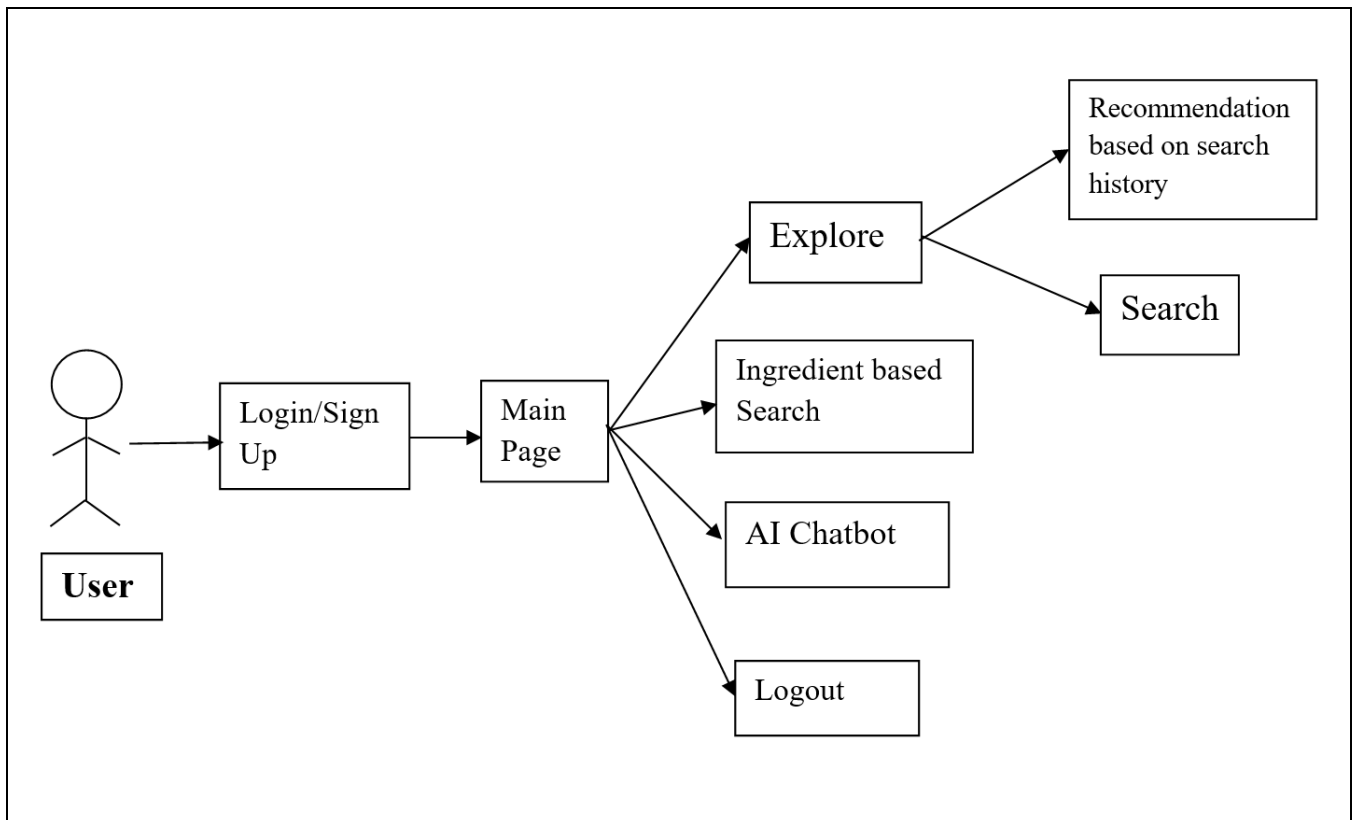 Recommendation
based on search
history
Explore
Search
Ingredient based
Search
Login/Sign
Up
Main
Page
AI Chatbot
User
Logout